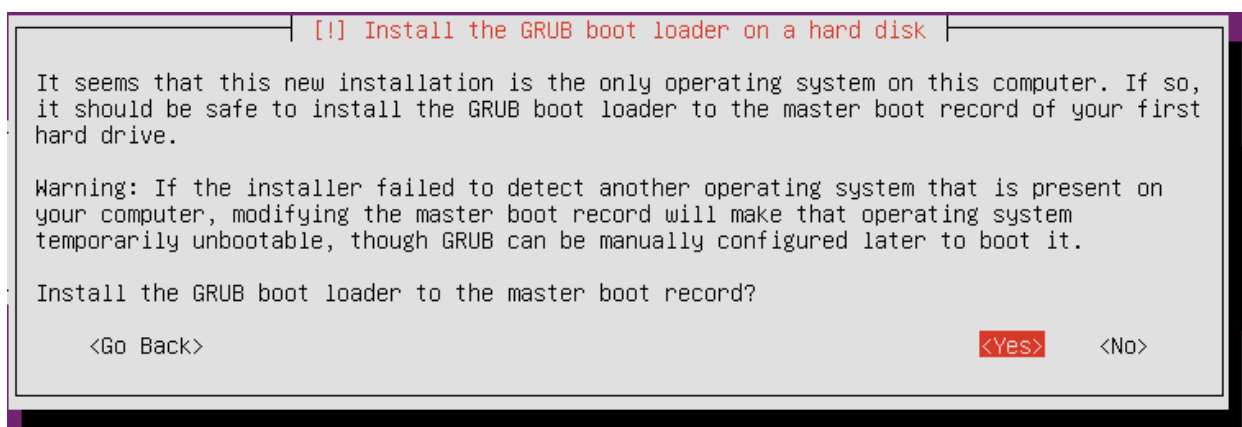 [!] Install the GRUB boot loader on a hard disk
It seems that this new installation is the only operating system on this computer. If so,
it should be safe to install the GRUB boot loader to the master boot record of your first
hard drive.
Warning: If the installer failed to detect another operating system that is present on
your computer, modifying the master boot record will make that operating system
temporarily unbootable, though GRUB can be manually configured later to boot it.
Install the GRUB boot loader to the master boot record?
<Go Back> <Yes> <No>